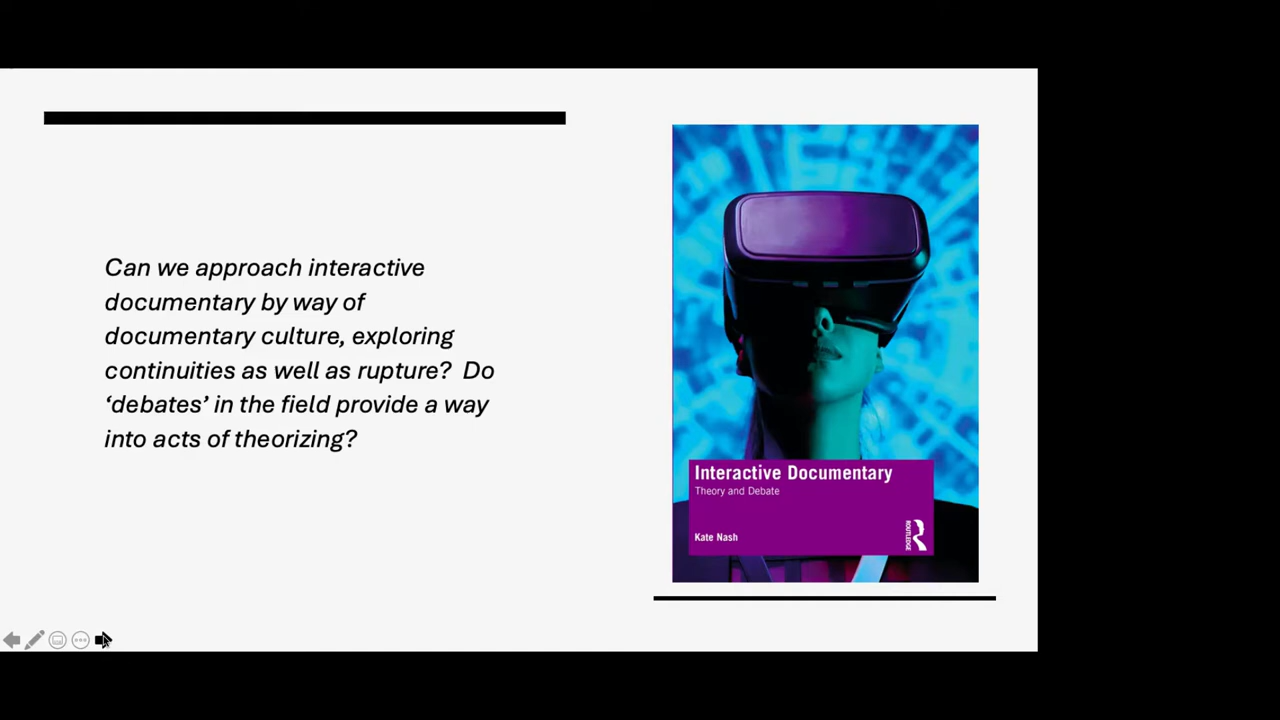 Can we approach interactive
documentary by way of
documentary culture, exploring
continuities as well as rupture?  Do
‘debates’ in the field provide a way
into acts of theorizing?
Interactive Documentary
Theory and Debate
Kate Nash
ROUTLEDGE